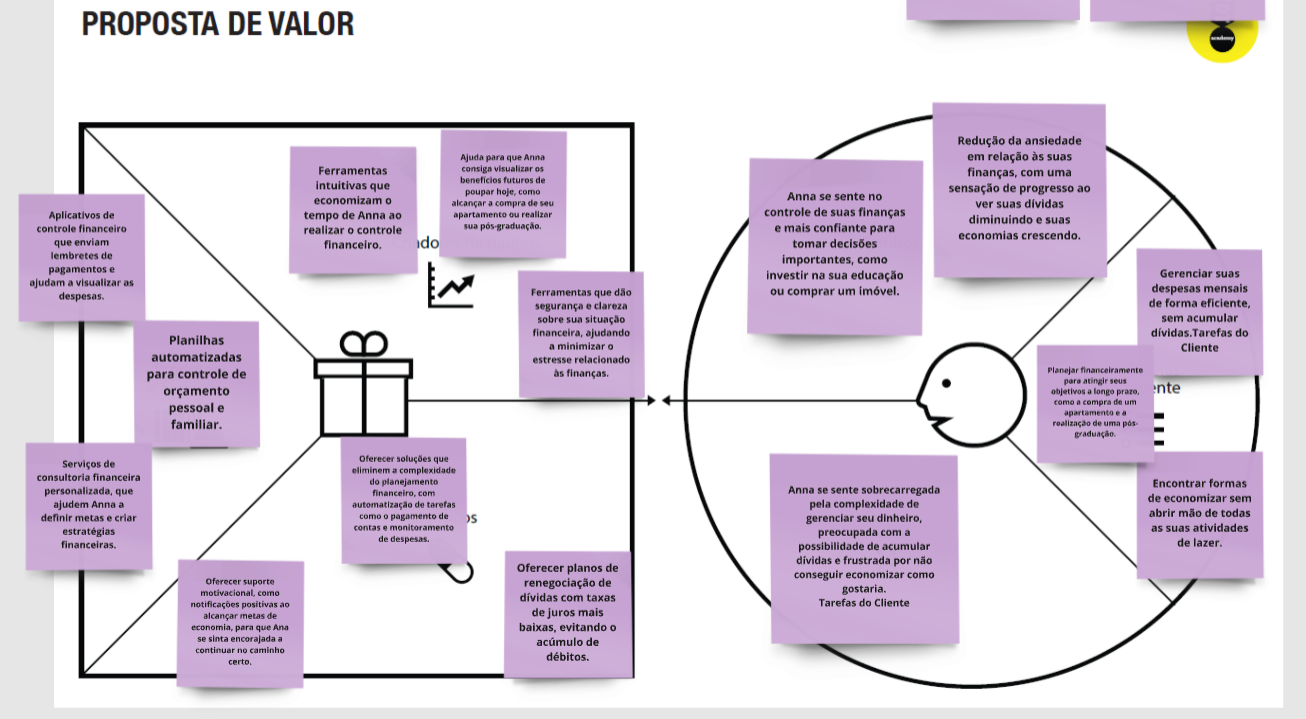 PROPOSTA DE VALOR
academy
Aplicativos de
controle financeiro
que enviam
lembretes de
pagamentos e
ajudam a visualizar as
despesas.
Planilhas
automatizadas
para controle de
orçamento
pessoal e
familiar.
Serviços de
consultoria financeira
personalizada, que
ajudem Anna a
definir metas e criar
estratégias
financeiras.
Ferramentas
intuitivas que
economizam o
tempo de Anna ao
realizar o controle
financeiro.
Ajuda para que Anna
consiga visualizar os
benefícios futuros de
poupar hoje, como
alcançar a compra de seu
apartamento ou realizar
sua pós-graduação.
Ferramentas que dão
segurança e clareza
sobre sua situação
financeira, ajudando
a minimizar o
estresse relacionado
às finanças.
Oferecer soluções que
eliminem a complexidade
do planejamento
financeiro, com
automatização de tarefas
como o pagamento de
contas e monitoramento
de despesas.
Oferecer suporte
motivacional, como
notificações positivas ao
alcançar metas de
economia, para que Ana
se sinta encorajada a
continuar no caminho
certo.
Oferecer planos de
renegociação de
dívidas com taxas
de juros mais
baixas, evitando o
acúmulo de
débitos.
Anna se sente no
controle de suas finanças
e mais confiante para
tomar decisões
importantes, como
investir na sua educação
ou comprar um imóvel.
Redução da ansiedade
em relação às suas
finanças, com uma
sensação de progresso ao
ver suas dívidas
diminuindo e suas
economias crescendo.
Gerenciar suas
despesas mensais
de forma eficiente,
sem acumular
dívidas.Tarefas do
Cliente
Planejar financeiramente
para atingir seus
objetivos a longo prazo,
como a compra de um
apartamento e a
realização de uma pós-
graduação.
Encontrar formas
de economizar sem
abrir mão de todas
as suas atividades
de lazer.
Anna se sente sobrecarregada
pela complexidade de
gerenciar seu dinheiro,
preocupada com a
possibilidade de acumular
dívidas e frustrada por não
conseguir economizar como
gostaria.
Tarefas do Cliente